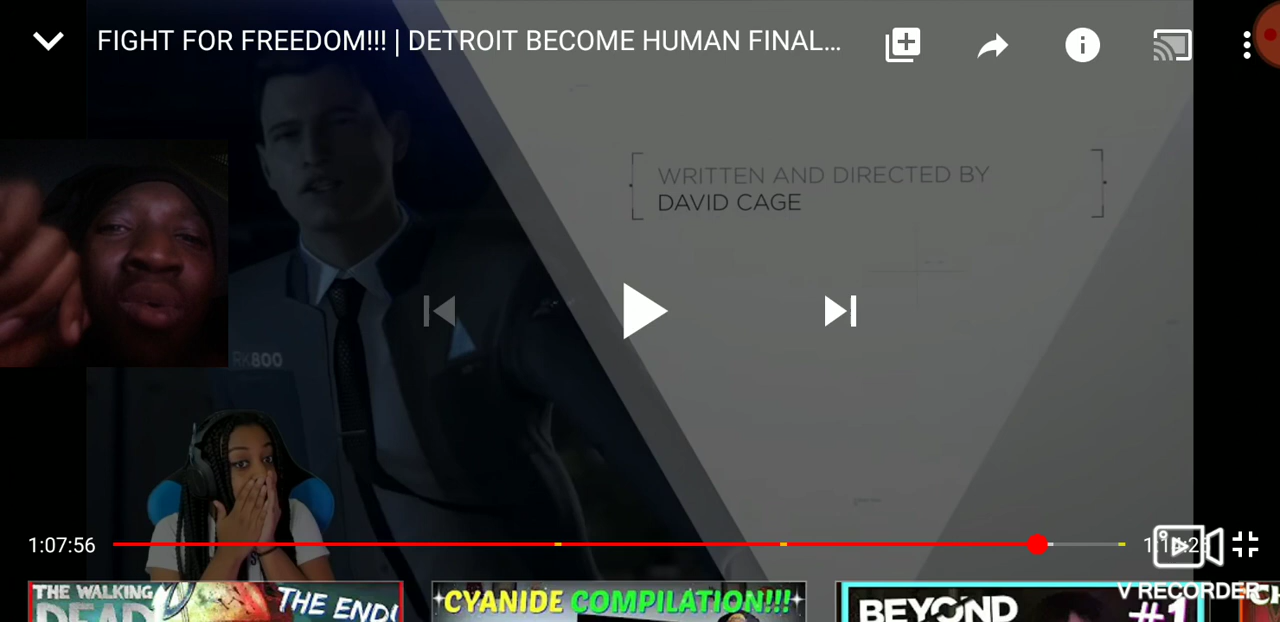 FIGHT FOR FREEDOM!!! | DETROIT BECOME HUMAN FINAL...
WRITTEN AND DIRECTED BY
DAVID CAGE
RK800
1:07:56
V RECORDER
THE WALKING
DEAD
THE END!
CYANIDE COMPILATION!!!
BEYOND
#1